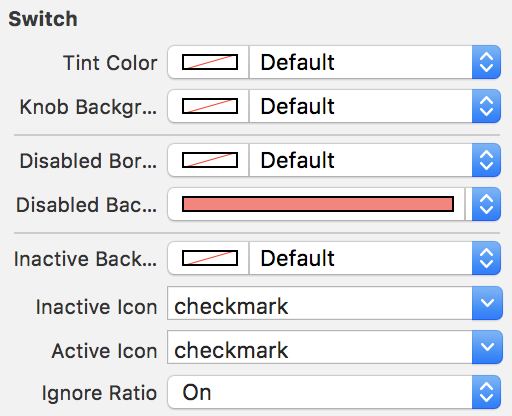 Switch
Tint Color Default
Knob Backgr... Default
Disabled Bor... Default
Disabled Bac...
Inactive Back... Default
Inactive Icon checkmark
Active Icon checkmark
Ignore Ratio On